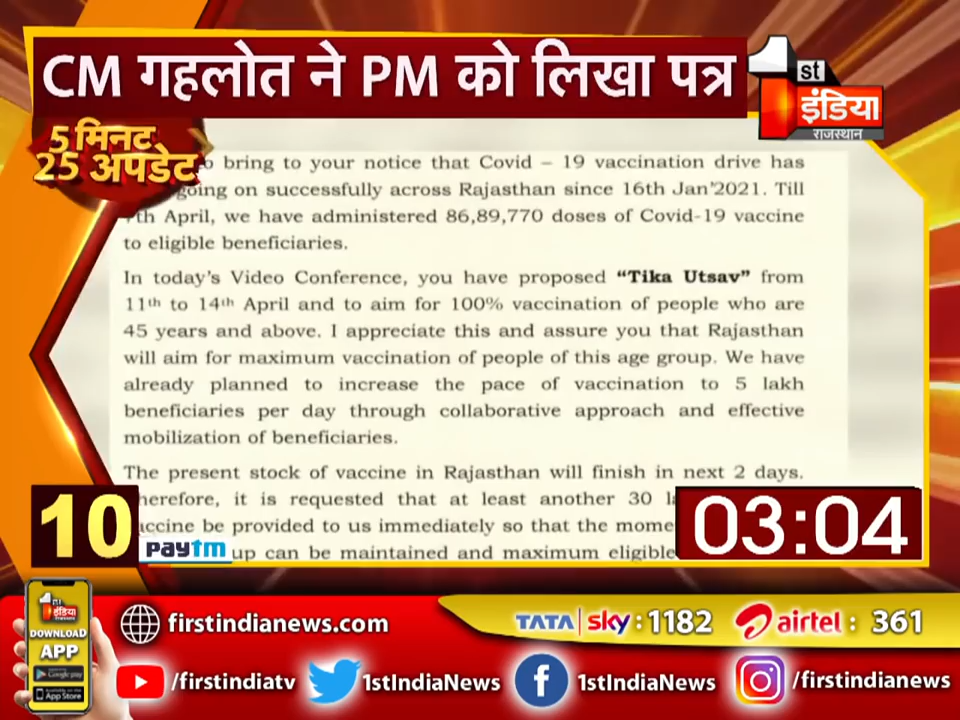 CM गहलोत ने PM को लिखा पत्र
1st
इंडिया
राजस्थान
5 मिनट
25 अपडेट
bring to your notice that Covid – 19 vaccination drive has
going on successfully across Rajasthan since 16th Jan'2021. Till
April, we have administered 86,89,770 doses of Covid-19 vaccine
to eligible beneficiaries.
In today's Video Conference, you have proposed “Tika Utsav” from
11th to 14th April and to aim for 100% vaccination of people who are
45 years and above. I appreciate this and assure you that Rajasthan
will aim for maximum vaccination of people of this age group. We have
already planned to increase the pace of vaccination to 5 lakh
beneficiaries per day through collaborative approach and effective
mobilization of beneficiaries.
The present stock of vaccine in Rajasthan will finish in next 2 days.
it is requested that at least another 30
be provided to us immediately so that the
can be maintained and maximum eligible
10
paytm
03:04
1st
इंडिया
DOWNLOAD
APP
Google play
App Store
firstindianews.com
TATA sky : 1182
airtel : 361
/firstindiatv
1stIndiaNews
1stIndiaNews
/firstindianews